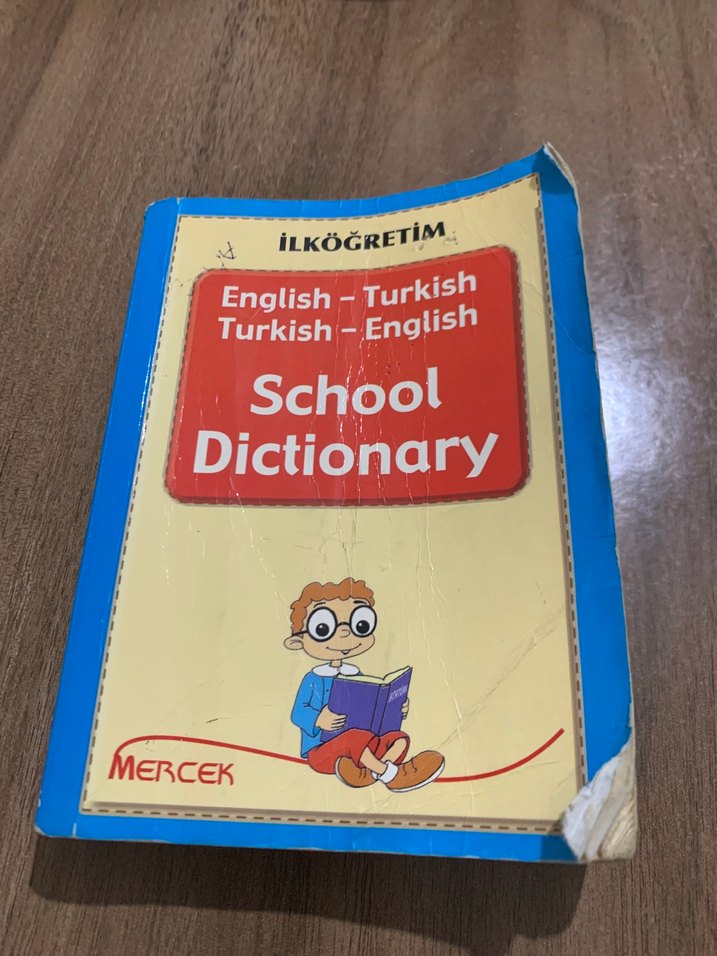 İLKÖĞRETİM
English – Turkish
Turkish – English
School
Dictionary
MERCEK